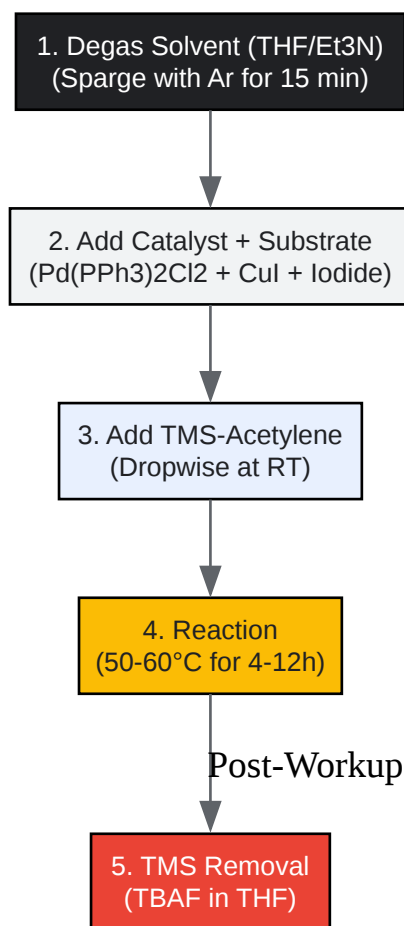 1. Degas Solvent (THF/Et3N)
(Sparge with Ar for 15 min)
2. Add Catalyst + Substrate
(Pd(PPh3)2Cl2 + CuI + Iodide)
3. Add TMS-Acetylene
(Dropwise at RT)
4. Reaction
(50-60°C for 4-12h)
Post-Workup
5. TMS Removal
(TBAF in THF)